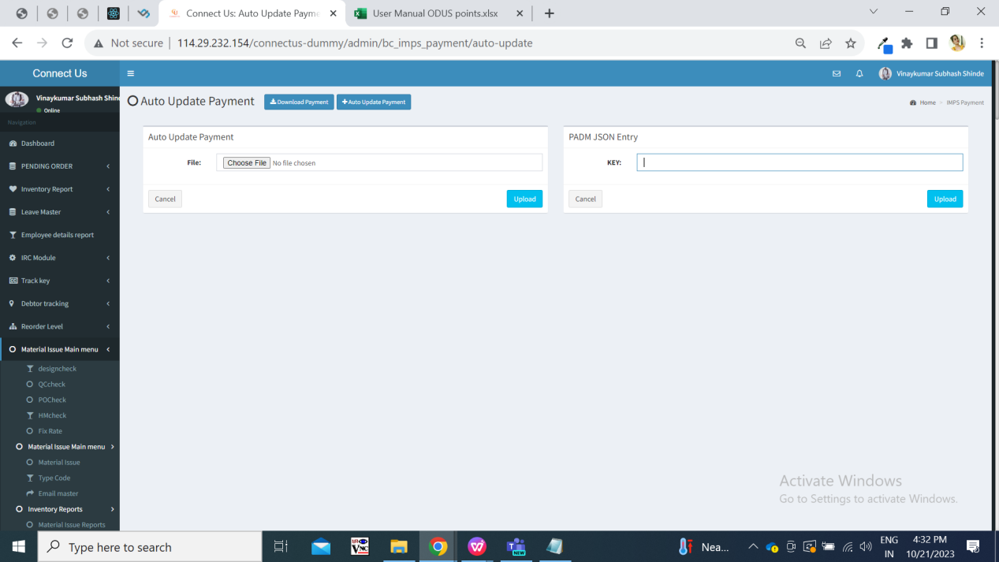 Connect Us: Auto Update Payme
User Manual ODUS points.xlsx
Not secure
114.29.232.154/connectus-dummy/admin/bc_imps_payment/auto-update
Connect Us
Vinaykumar Subhash Shinde
Vinaykumar Subhash Shind
Online
Navigation
Dashboard
PENDING ORDER
Inventory Report
Leave Master
Employee details report
IRC Module
Track key
Debtor tracking
Reorder Level
Material Issue Main menu
designcheck
QCcheck
POCheck
HMcheck
Fix Rate
Material Issue Main menu
Material Issue
Type Code
Email master
Inventory Reports
Material Issue Reports
Auto Update Payment
Download Payment
Auto Update Payment
Home > IMPS Payment
Auto Update Payment
File: Choose File No file chosen
Cancel
Upload
PADM JSON Entry
KEY:
Cancel
Upload
Activate Windows
Go to Settings to activate Windows.
Type here to search
VNC
NEW
Nea...
ENG
IN
4:32 PM
10/21/2023